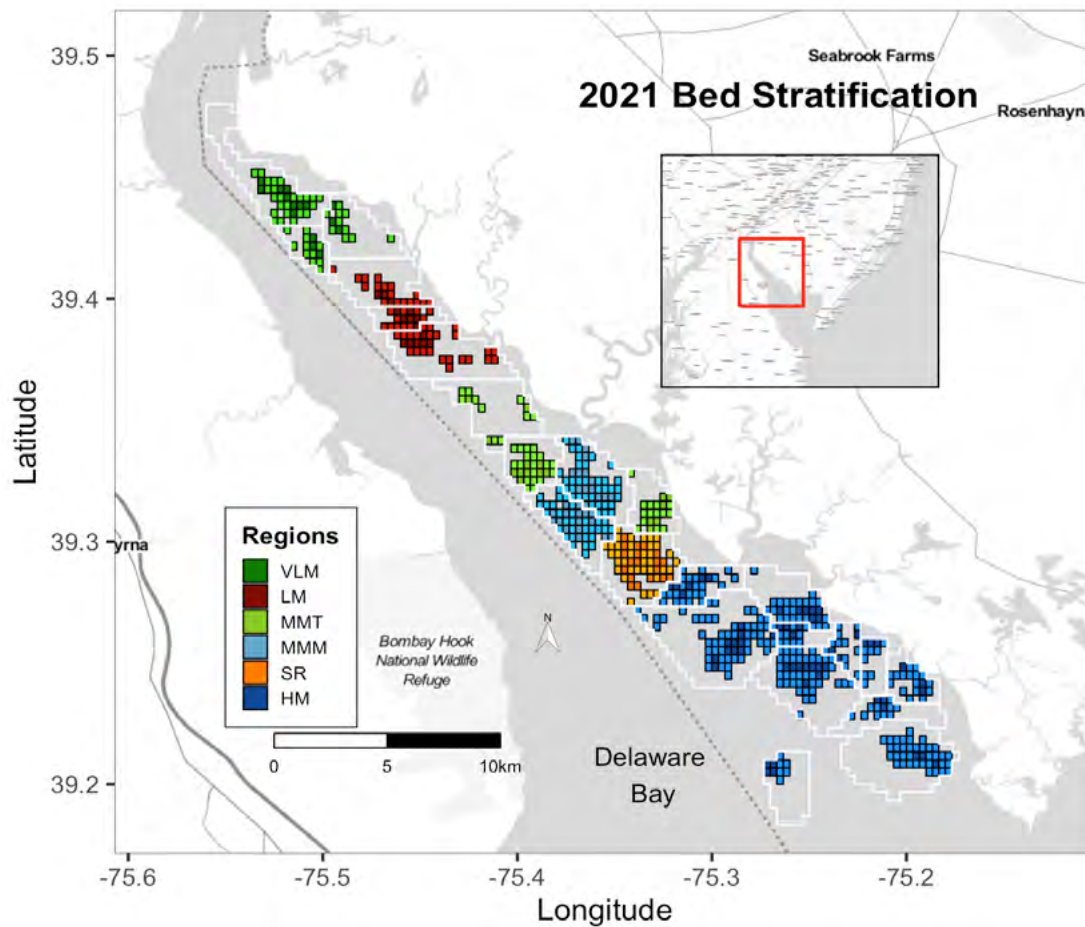 Seabrook Farms
2021 Bed Stratification
Rosenhayn
39.5
39.4
39.3
39.2
Latitude
yrna
Regions
VLM
LM
MMT
MMM
SR
HM
N
Bombay Hook
National Wildlife
Refuge
0 5 10km
Delaware
Bay
-75.6 -75.5 -75.4 -75.3 -75.2
Longitude